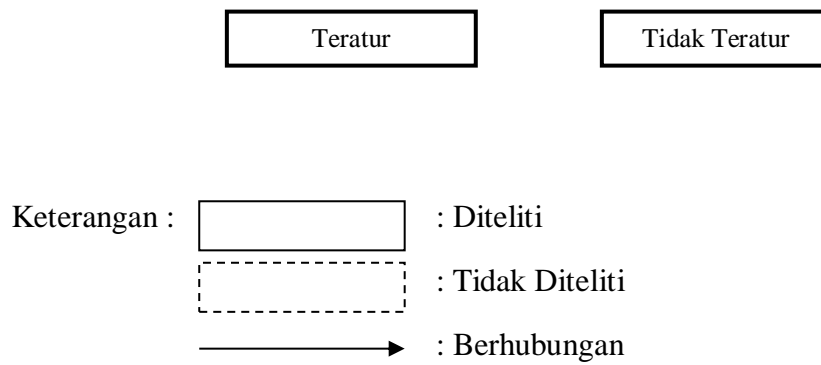 Teratur Tidak Teratur
Keterangan : : Diteliti
: Tidak Diteliti
: Berhubungan